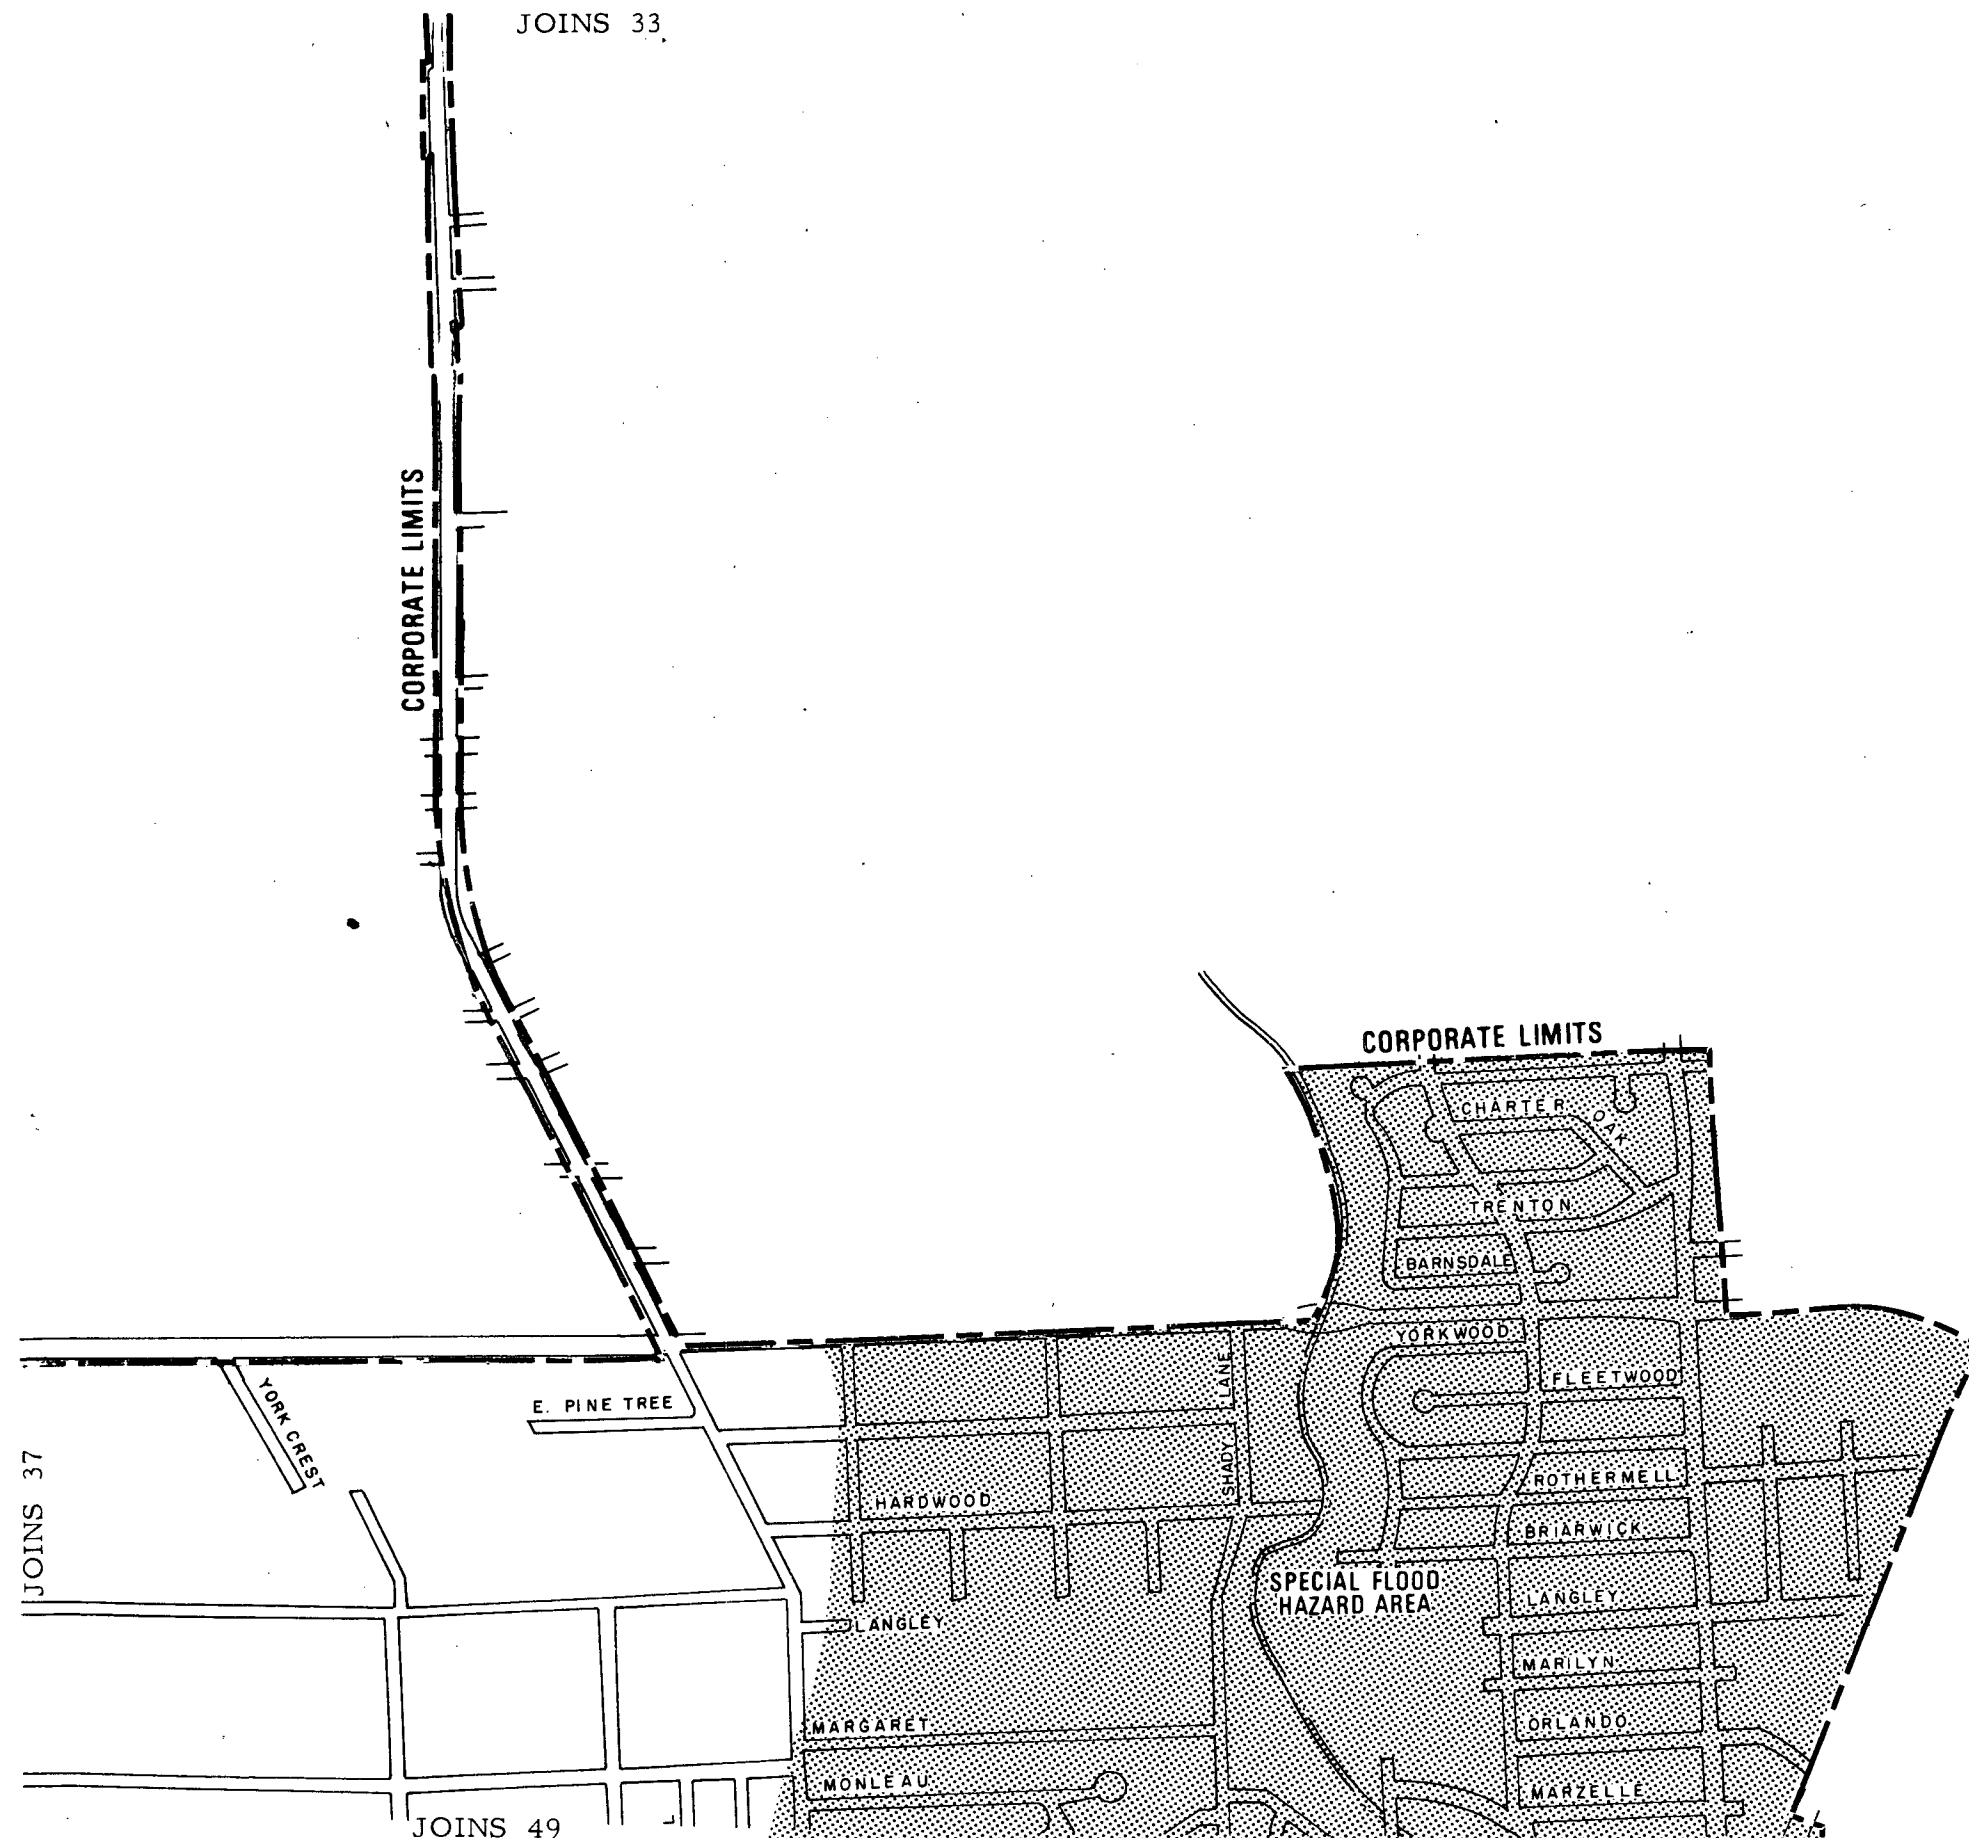 JOINS 33
CORPORATE LIMITS
CORPORATE LIMITS
CHARTER OAK
TRENTON
BARNSDALE
YORKWOOD
FLEETWOOD
YORK CREST
E. PINE TREE
SHADY LANE
JOINS 37
HARDWOOD
ROTHERMELL
BRIARWICK
SPECIAL FLOOD
HAZARD AREA
LANGLEY
LANGLEY
MARILYN
MARGARET
ORLANDO
MONLEAU
MARZELLE
JOINS 49